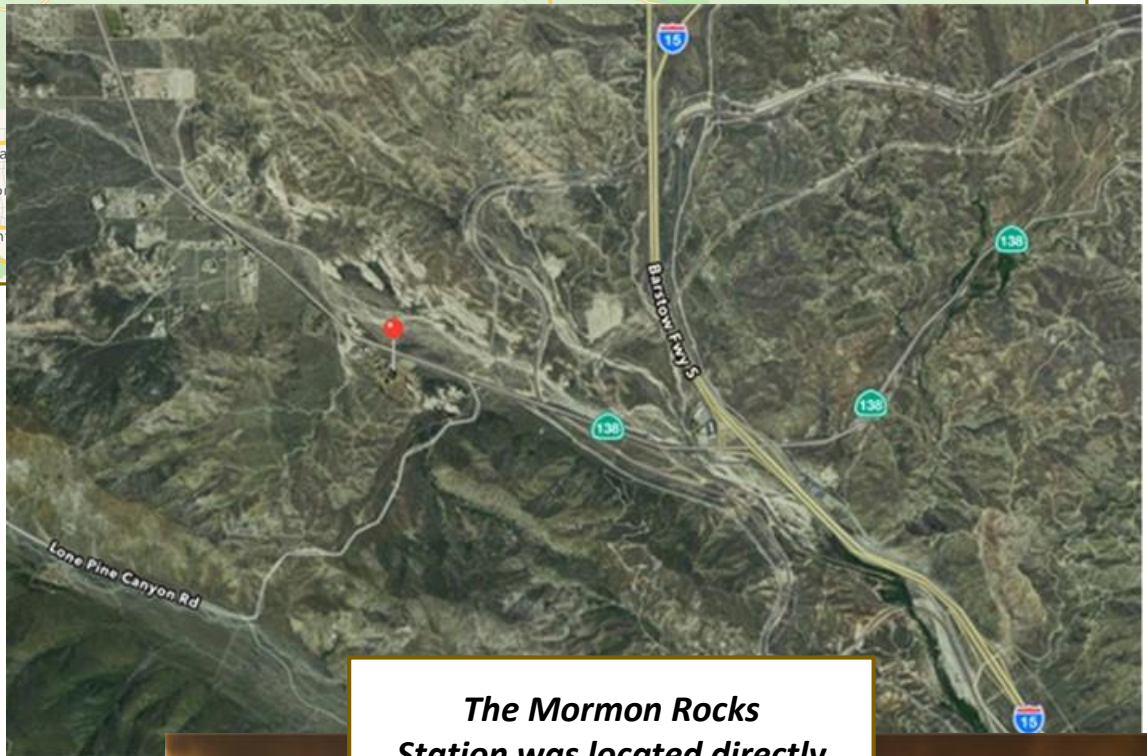 15
138
Barstow Fwy S
138
138
Lone Pine Canyon Rd
15
The Mormon Rocks
Station was located directly